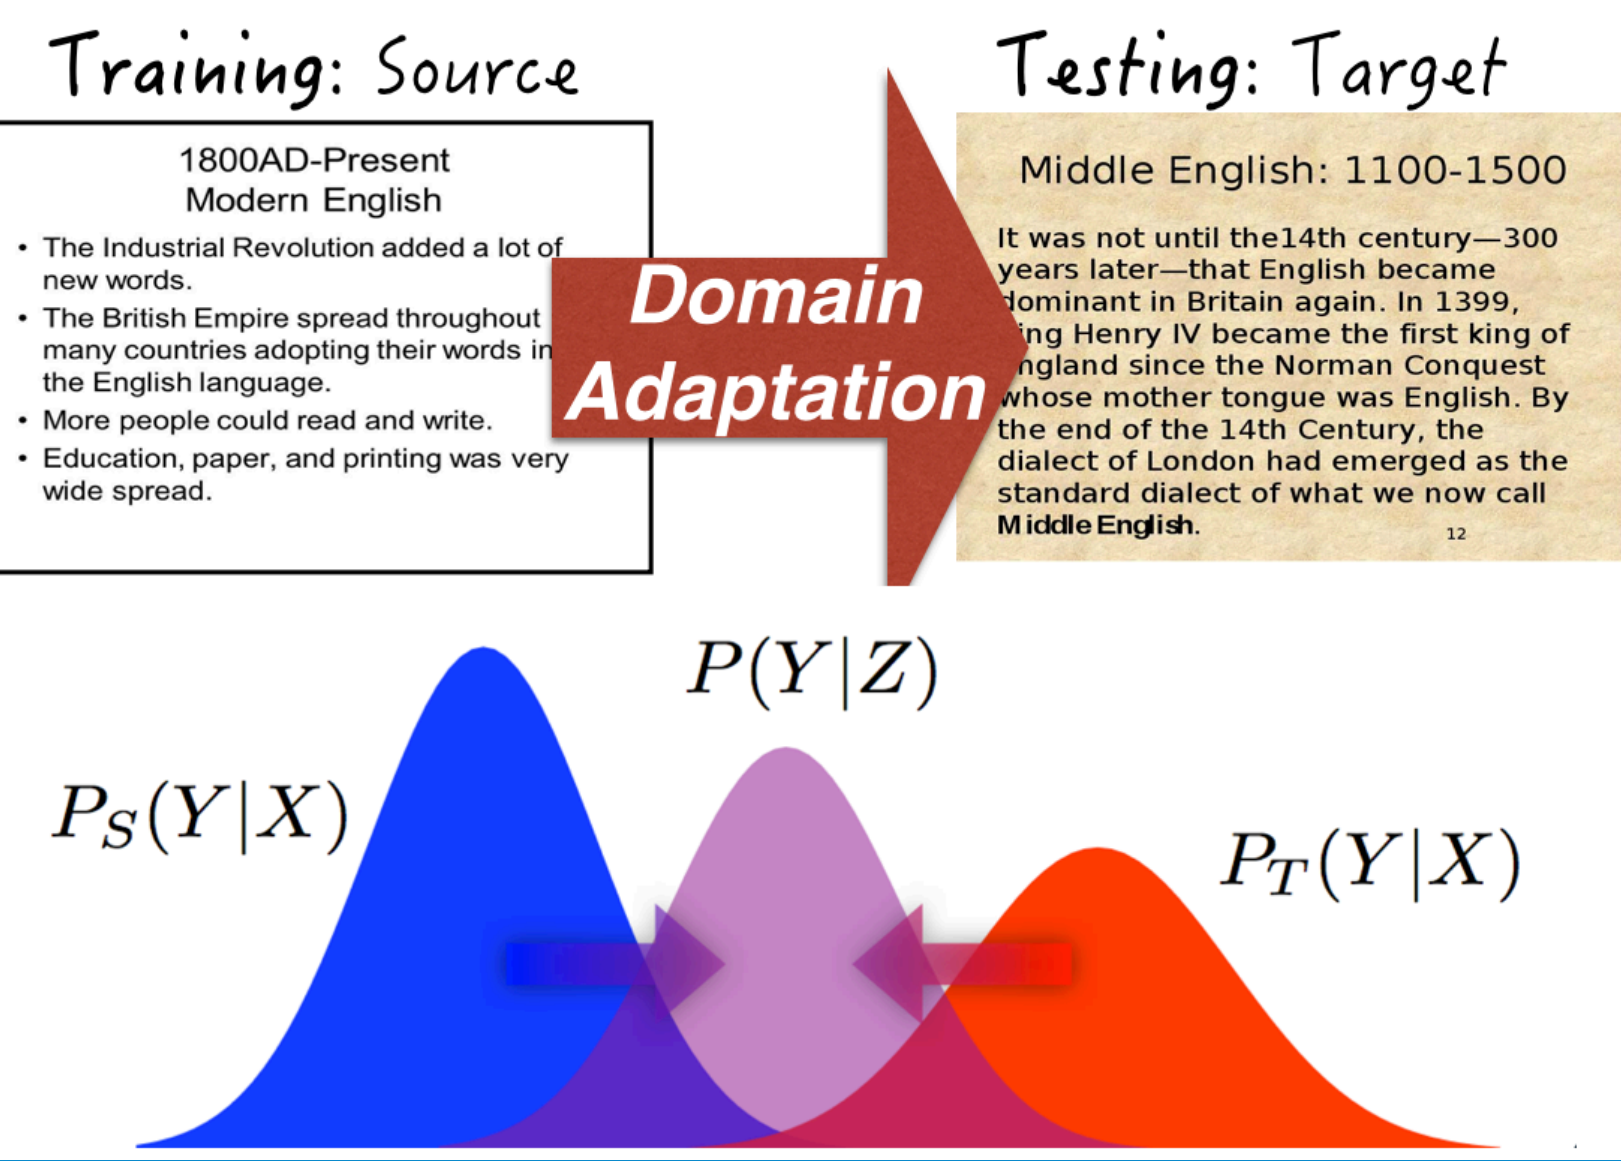 Training: Source
1800AD-Present
Modern English
• The Industrial Revolution added a lot of
new words.
• The British Empire spread throughout
many countries adopting their words in
the English language.
• More people could read and write.
• Education, paper, and printing was very
wide spread.
Domain
Adaptation
Testing: Target
Middle English: 1100-1500
It was not until the14th century—300
years later—that English became
dominant in Britain again. In 1399,
ing Henry IV became the first king of
ngland since the Norman Conquest
whose mother tongue was English. By
the end of the 14th Century, the
dialect of London had emerged as the
standard dialect of what we now call
Middle English.
12
P(Y|Z)
P_S(Y|X)
P_T(Y|X)